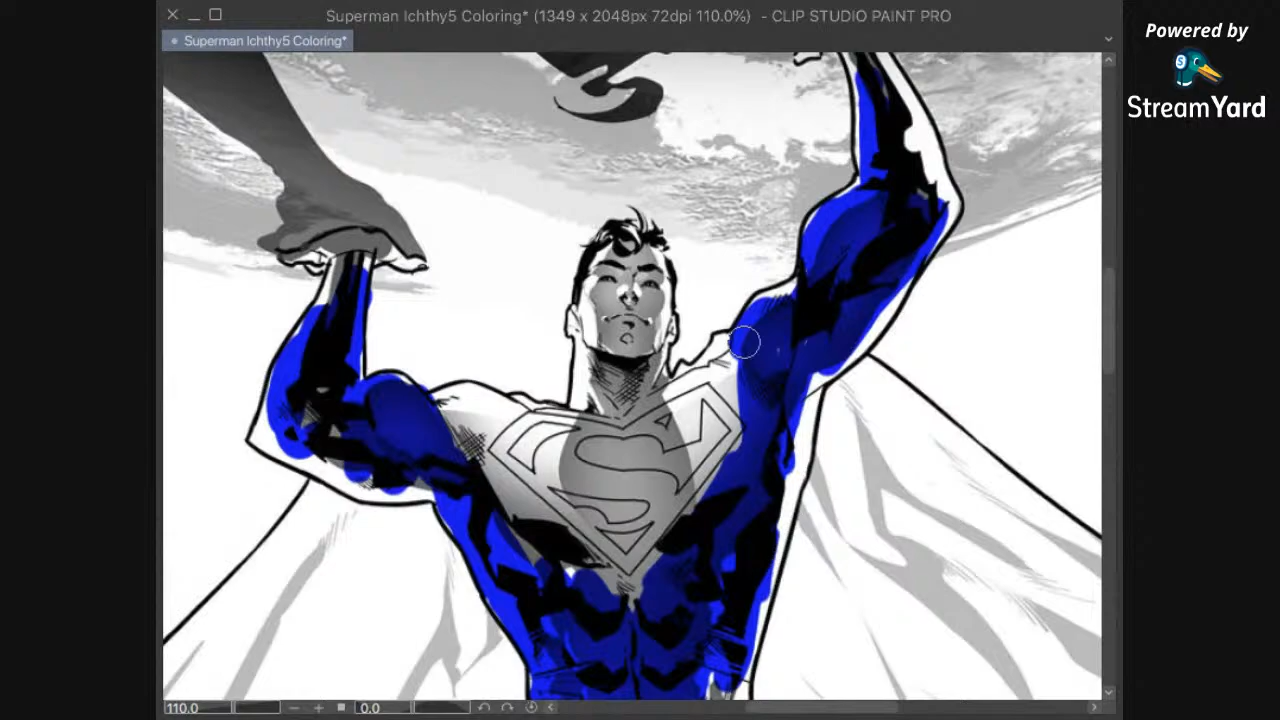 Superman Ichthy5 Coloring* (1349 x 2048px 72dpi 110.0%) - CLIP STUDIO PAINT PRO
Superman Ichthy5 Coloring*
Powered by
StreamYard
S
S
110.0
0.0